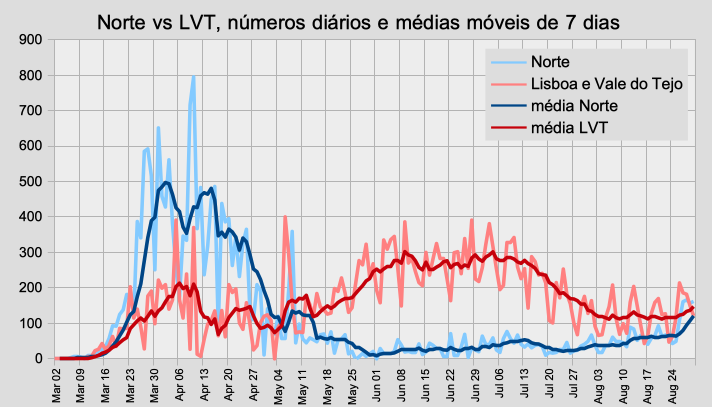 Norte vs LVT, números diários e médias móveis de 7 dias
900
800
700
600
500
400
300
200
100
0
Norte
Lisboa e Vale do Tejo
média Norte
média LVT
Mar 02
Mar 09
Mar 16
Mar 23
Mar 30
Apr 06
Apr 13
Apr 20
Apr 27
May 04
May 11
May 18
May 25
Jun 01
Jun 08
Jun 15
Jun 22
Jun 29
Jul 06
Jul 13
Jul 20
Jul 27
Aug 03
Aug 10
Aug 17
Aug 24